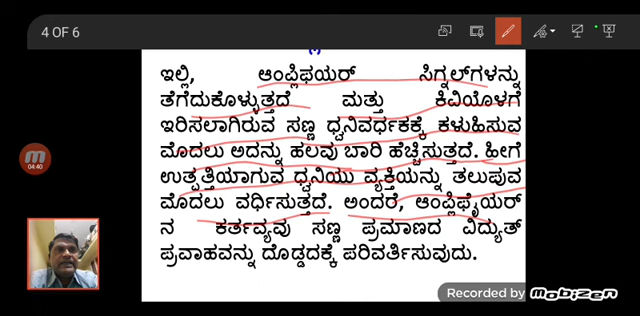 4 OF 6
ಇಲ್ಲಿ, ಆಂಪ್ಲಿಫಯರ್ ಸಿಗ್ನಲ್‌ಗಳನ್ನು
ತೆಗೆದುಕೊಳ್ಳುತ್ತದೆ ಮತ್ತು ಕಿವಿಯೊಳಗೆ
ಇರಿಸಲಾಗಿರುವ ಸಣ್ಣ ಧ್ವನಿವರ್ಧಕಕ್ಕೆ ಕಳುಹಿಸುವ
ಮೊದಲು ಅದನ್ನು ಹಲವು ಬಾರಿ ಹೆಚ್ಚಿಸುತ್ತದೆ. ಹೀಗೆ
ಉತ್ಪತ್ತಿಯಾಗುವ ಧ್ವನಿಯು ವ್ಯಕ್ತಿಯನ್ನು ತಲುಪುವ
ಮೊದಲು ವರ್ಧಿಸುತ್ತದೆ. ಅಂದರೆ, ಆಂಪ್ಲಿಫೈಯರ್
ನ ಕರ್ತವ್ಯವು ಸಣ್ಣ ಪ್ರಮಾಣದ ವಿದ್ಯುತ್
ಪ್ರವಾಹವನ್ನು ದೊಡ್ಡದಕ್ಕೆ ಪರಿವರ್ತಿಸುವುದು.
04:40
Recorded by mobizen